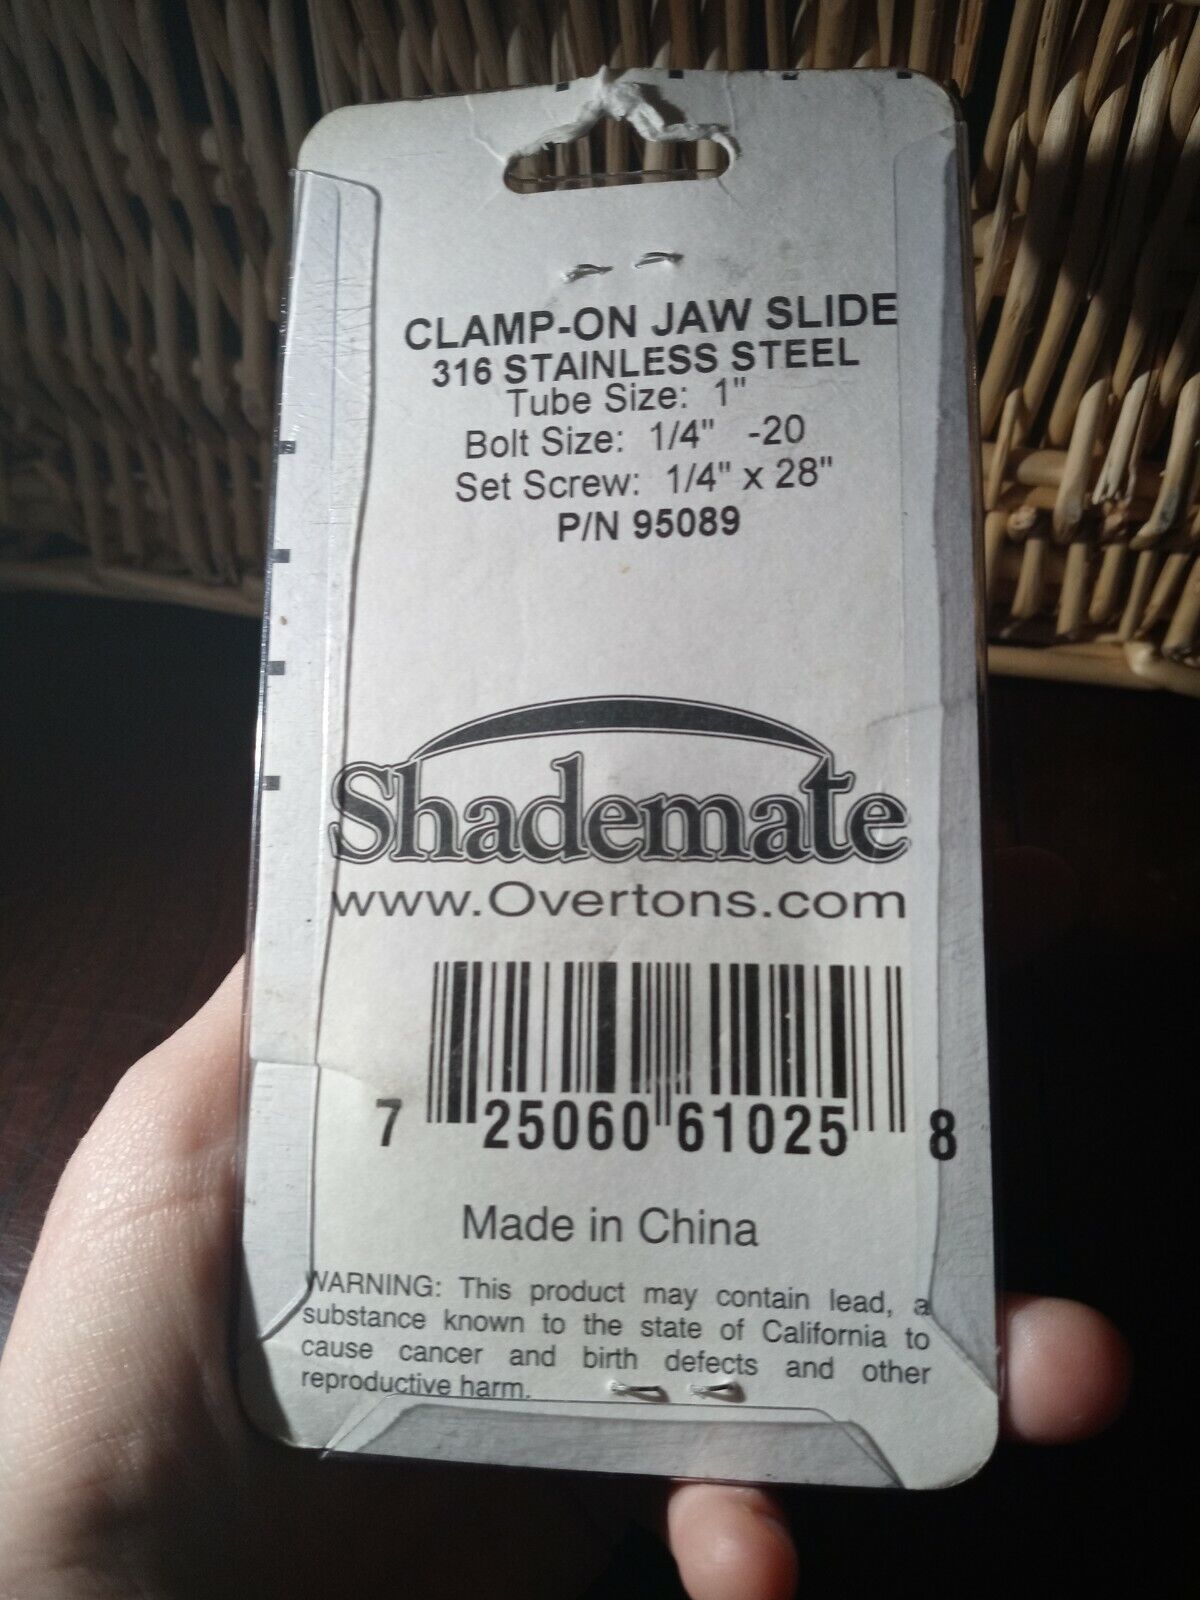 CLAMP-ON JAW SLIDE
316 STAINLESS STEEL
Tube Size: 1"
Bolt Size: 1/4" -20
Set Screw: 1/4" x 28"
P/N 95089
Shademate
www.Overtons.com
7 25060 61025 8
Made in China
WARNING: This product may contain lead, a
substance known to the state of California to
cause cancer and birth defects and other
reproductive harm.